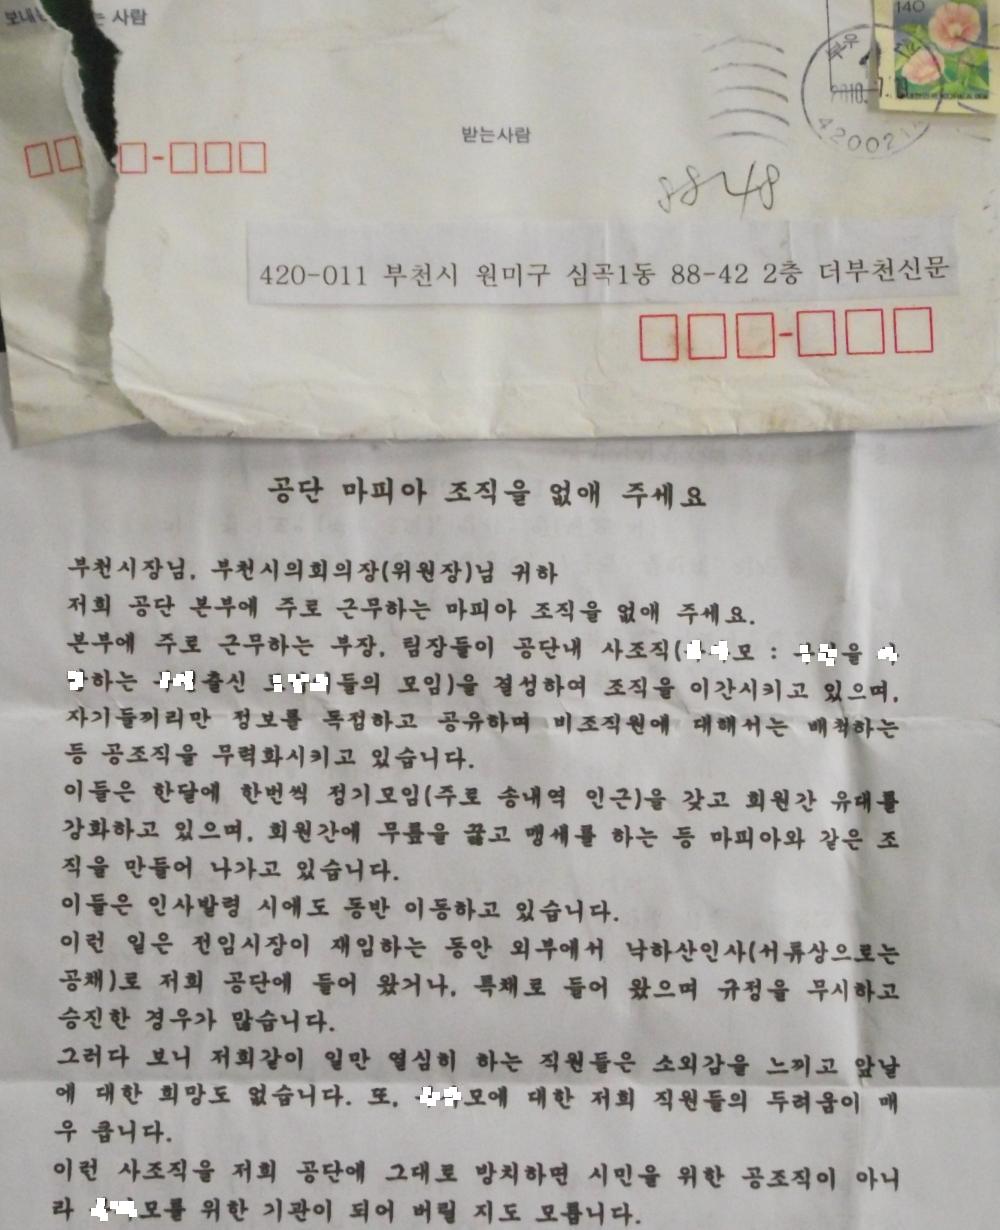 보내는 사람
140
2010. 7.
420021
받는사람
8848
420-011 부천시 원미구 심곡1동 88-42 2층 더부천신문
공단 마피아 조직을 없애 주세요
부천시장님, 부천시의회의장(위원장)님 귀하
저희 공단 본부에 주로 근무하는 마피아 조직을 없애 주세요.
본부에 주로 근무하는 부장, 팀장들이 공단내 사조직( 모 : 을
하는 출신 들의 모임)을 결성하여 조직을 이간시키고 있으며,
자기들끼리만 정보를 독점하고 공유하며 비조직원에 대해서는 배척하는
등 공조직을 무력화시키고 있습니다.
이들은 한달에 한번씩 정기모임(주로 송내역 인근)을 갖고 회원간 유대를
강화하고 있으며, 회원간에 무릎을 꿇고 맹세를 하는 등 마피아와 같은 조
직을 만들어 나가고 있습니다.
이들은 인사발령 시에도 동반 이동하고 있습니다.
이런 일은 전임시장이 재임하는 동안 외부에서 낙하산인사(서류상으로는
공채)로 저희 공단에 들어 왔거나, 특채로 들어 왔으며 규정을 무시하고
승진한 경우가 많습니다.
그러다 보니 저희같이 일만 열심히 하는 직원들은 소외감을 느끼고 앞날
에 대한 희망도 없습니다. 또, 모에 대한 저희 직원들의 두려움이 매
우 큽니다.
이런 사조직을 저희 공단에 그대로 방치하면 시민을 위한 공조직이 아니
라 모를 위한 기관이 되어 버릴 지도 모릅니다.